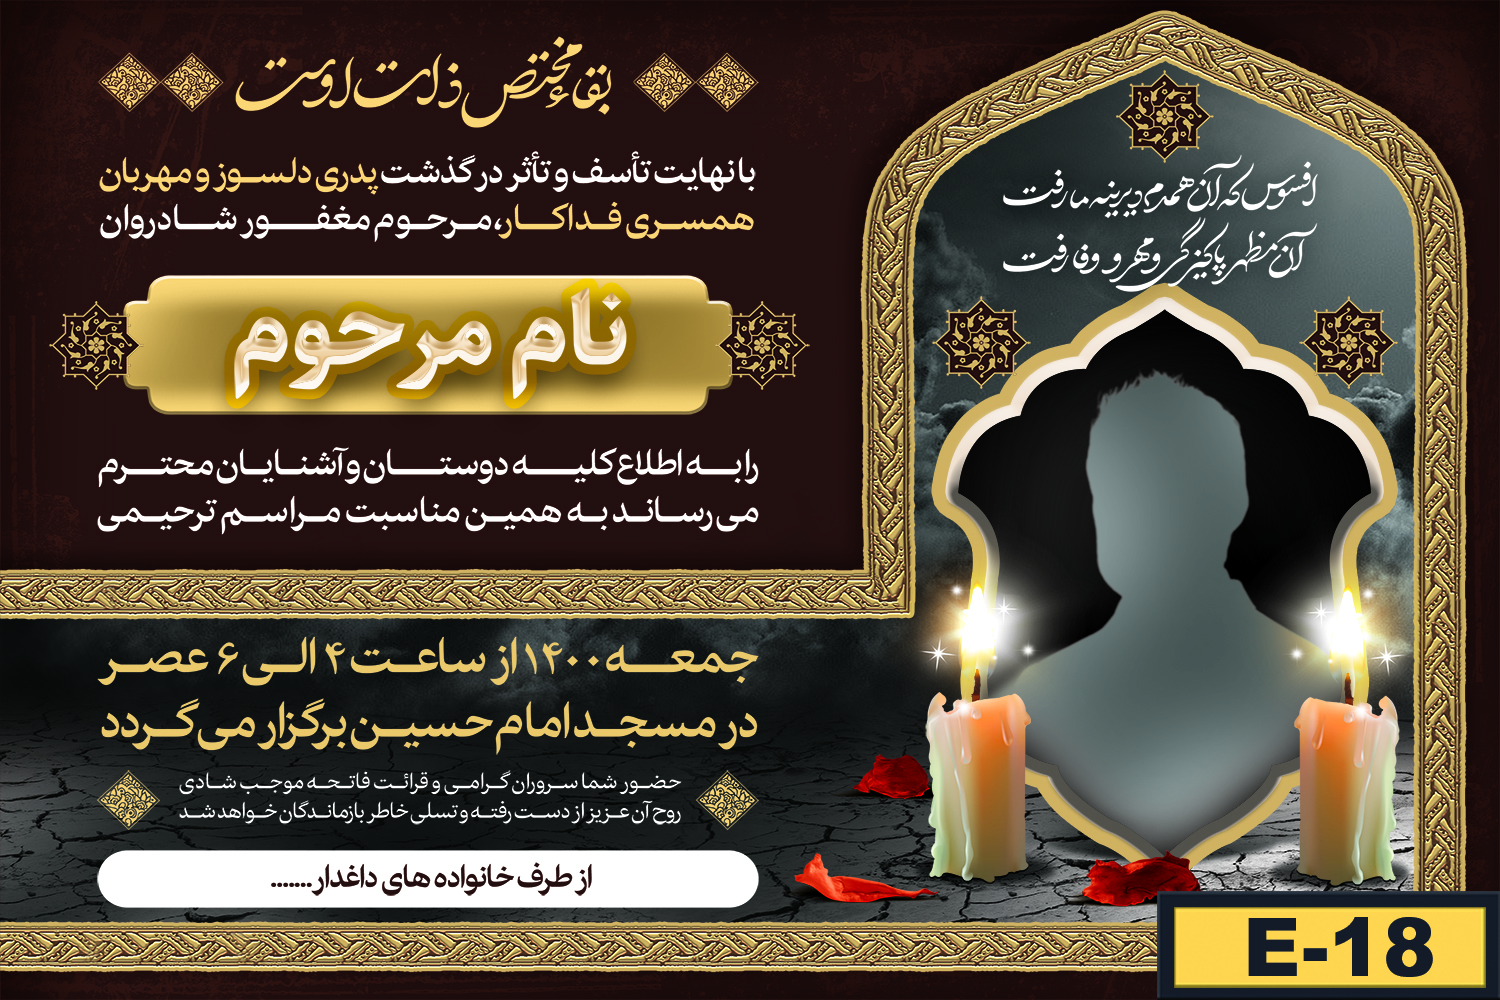 بقاء مختص ذات اوست
با نهایت تأسف و تأثر درگذشت پدری دلسوز و مهربان
همسری فداکار، مرحوم مغفور شادروان
نام مرحوم
را به اطلاع کلیه دوستان و آشنایان محترم
می رساند به همین مناسبت مراسم ترحیمی
جمعه ۱۴۰۰ از ساعت ۴ الی ۶ عصر
در مسجد امام حسین برگزار می گردد
حضور شما سروران گرامی و قرائت فاتحه موجب شادی
روح آن عزیز از دست رفته و تسلی خاطر بازماندگان خواهد شد
از طرف خانواده های داغدار.......
افسوس که آن همدم دیرینه ما رفت
آن مظهر پاکیزگی و مهر و وفا رفت
E-18